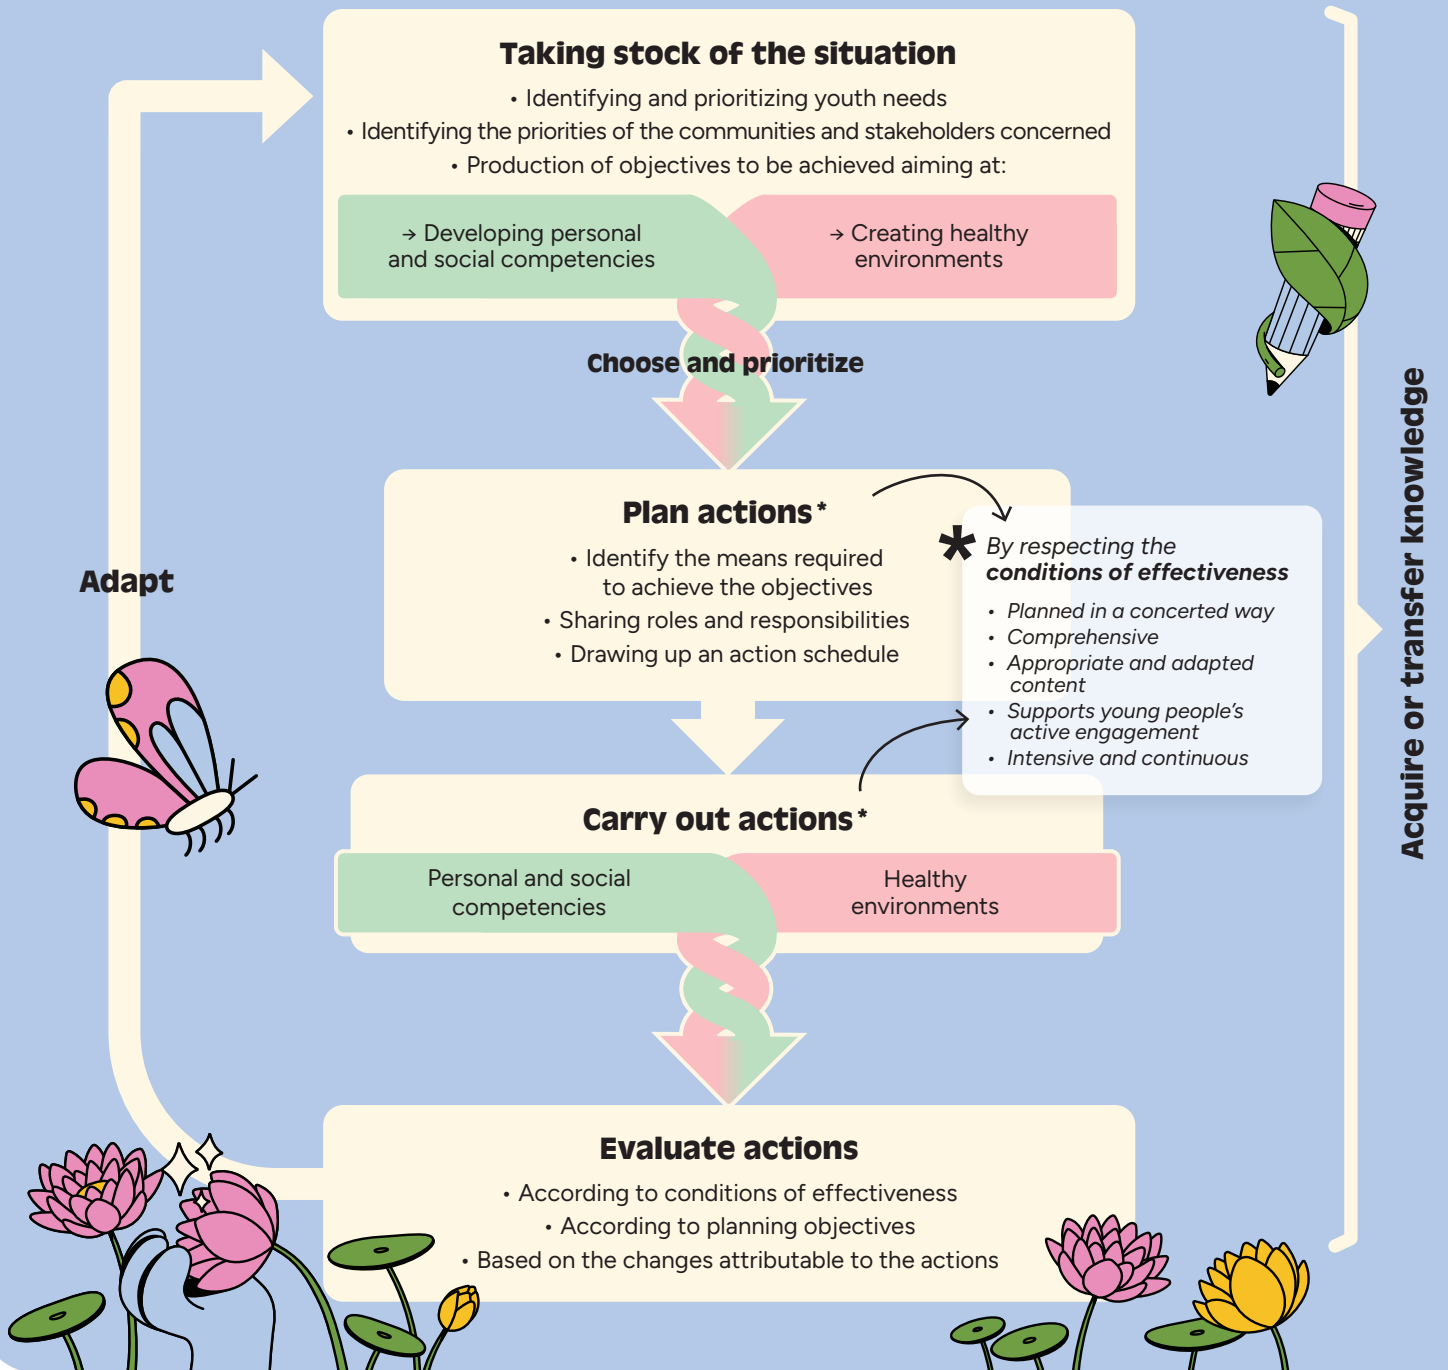 Taking stock of the situation
• Identifying and prioritizing youth needs
• Identifying the priorities of the communities and stakeholders concerned
• Production of objectives to be achieved aiming at:
→ Developing personal
and social competencies
→ Creating healthy
environments
Choose and prioritize
Plan actions*
• Identify the means required
to achieve the objectives
• Sharing roles and responsibilities
• Drawing up an action schedule
* By respecting the
conditions of effectiveness
• Planned in a concerted way
• Comprehensive
• Appropriate and adapted
content
• Supports young people’s
active engagement
• Intensive and continuous
Carry out actions*
Personal and social
competencies
Healthy
environments
Evaluate actions
• According to conditions of effectiveness
• According to planning objectives
• Based on the changes attributable to the actions
Adapt
Acquire or transfer knowledge